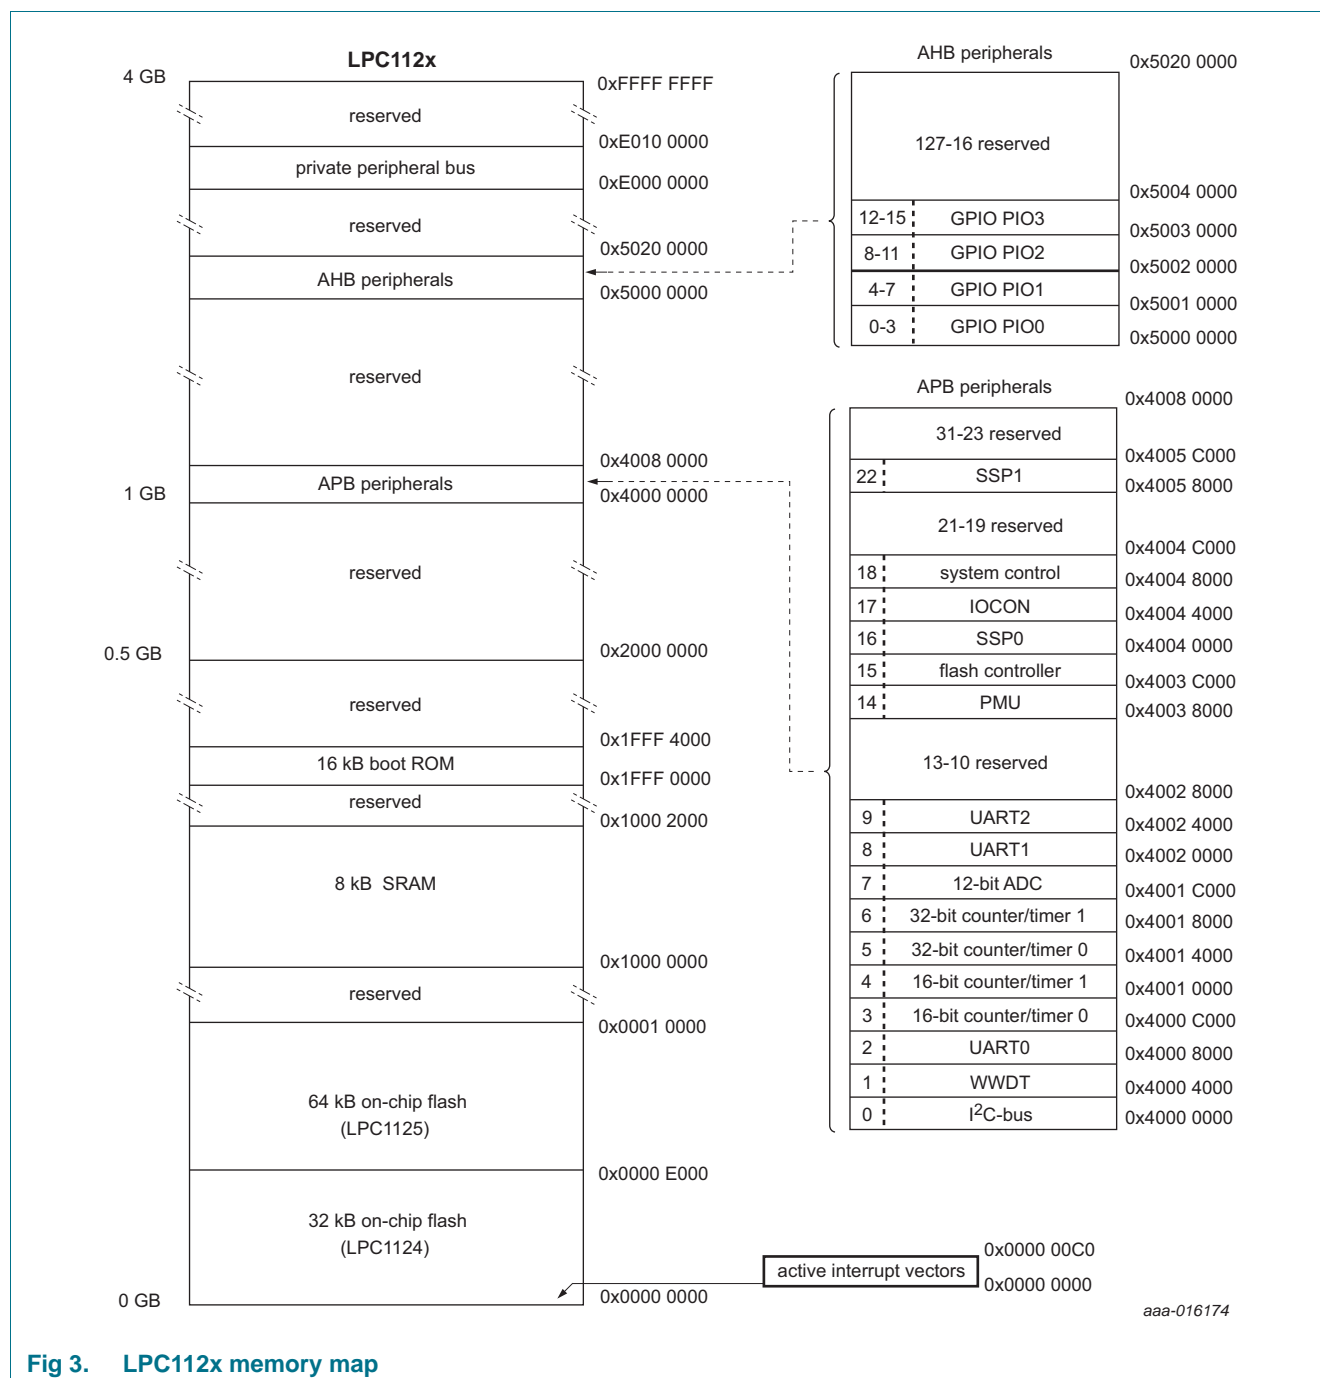 LPC112x
4 GB
0xFFFF FFFF
reserved
0xE010 0000
private peripheral bus
0xE000 0000
reserved
0x5020 0000
AHB peripherals
0x5000 0000
reserved
0x4008 0000
APB peripherals
1 GB
0x4000 0000
reserved
0.5 GB
0x2000 0000
reserved
0x1FFF 4000
16 kB boot ROM
0x1FFF 0000
reserved
0x1000 2000
8 kB SRAM
0x1000 0000
reserved
0x0001 0000
64 kB on-chip flash
(LPC1125)
0x0000 E000
32 kB on-chip flash
(LPC1124)
0 GB
0x0000 0000
AHB peripherals
0x5020 0000
127-16 reserved
0x5004 0000
12-15 GPIO PIO3
0x5003 0000
8-11 GPIO PIO2
0x5002 0000
4-7 GPIO PIO1
0x5001 0000
0-3 GPIO PIO0
0x5000 0000
APB peripherals
0x4008 0000
31-23 reserved
0x4005 C000
22 SSP1
0x4005 8000
21-19 reserved
0x4004 C000
18 system control
0x4004 8000
17 IOCON
0x4004 4000
16 SSP0
0x4004 0000
15 flash controller
0x4003 C000
14 PMU
0x4003 8000
13-10 reserved
0x4002 8000
9 UART2
0x4002 4000
8 UART1
0x4002 0000
7 12-bit ADC
0x4001 C000
6 32-bit counter/timer 1
0x4001 8000
5 32-bit counter/timer 0
0x4001 4000
4 16-bit counter/timer 1
0x4001 0000
3 16-bit counter/timer 0
0x4000 C000
2 UART0
0x4000 8000
1 WWDT
0x4000 4000
0 I2C-bus
0x4000 0000
0x0000 00C0
active interrupt vectors
0x0000 0000
aaa-016174
Fig 3. LPC112x memory map